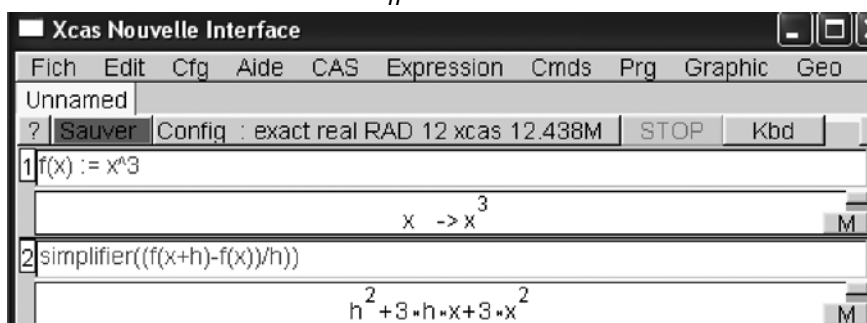 Xcas Nouvelle Interface
Fich Edit Cfg Aide CAS Expression Cmds Prg Graphic Geo
Unnamed
? Sauver Config : exact real RAD 12 xcas 12.438M STOP Kbd
1 f(x) := x^3
x -> x³
M
2 simplifier((f(x+h)-f(x))/h))
h²+3*h*x+3*x²
M